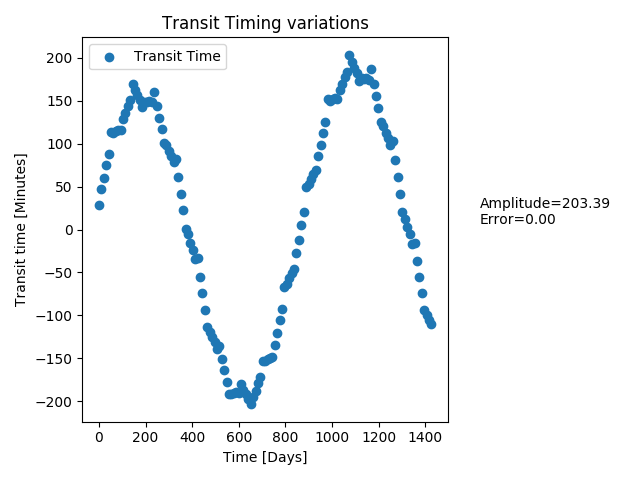 Transit Timing variations
Transit Time
200
150
100
50
0
−50
−100
−150
−200
Transit time [Minutes]
0 200 400 600 800 1000 1200 1400
Time [Days]
Amplitude=203.39
Error=0.00